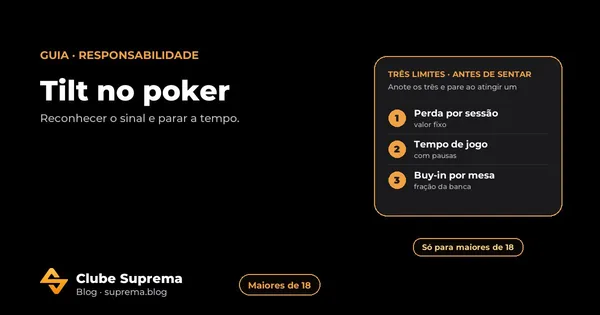 GUIA · RESPONSABILIDADE
Tilt no poker
Reconhecer o sinal e parar a tempo.
TRÊS LIMITES · ANTES DE SENTAR
Anote os três e pare ao atingir um
1 Perda por sessão
valor fixo
2 Tempo de jogo
com pausas
3 Buy-in por mesa
fração da banca
Só para maiores de 18
Clube Suprema
Blog · suprema.blog
Maiores de 18